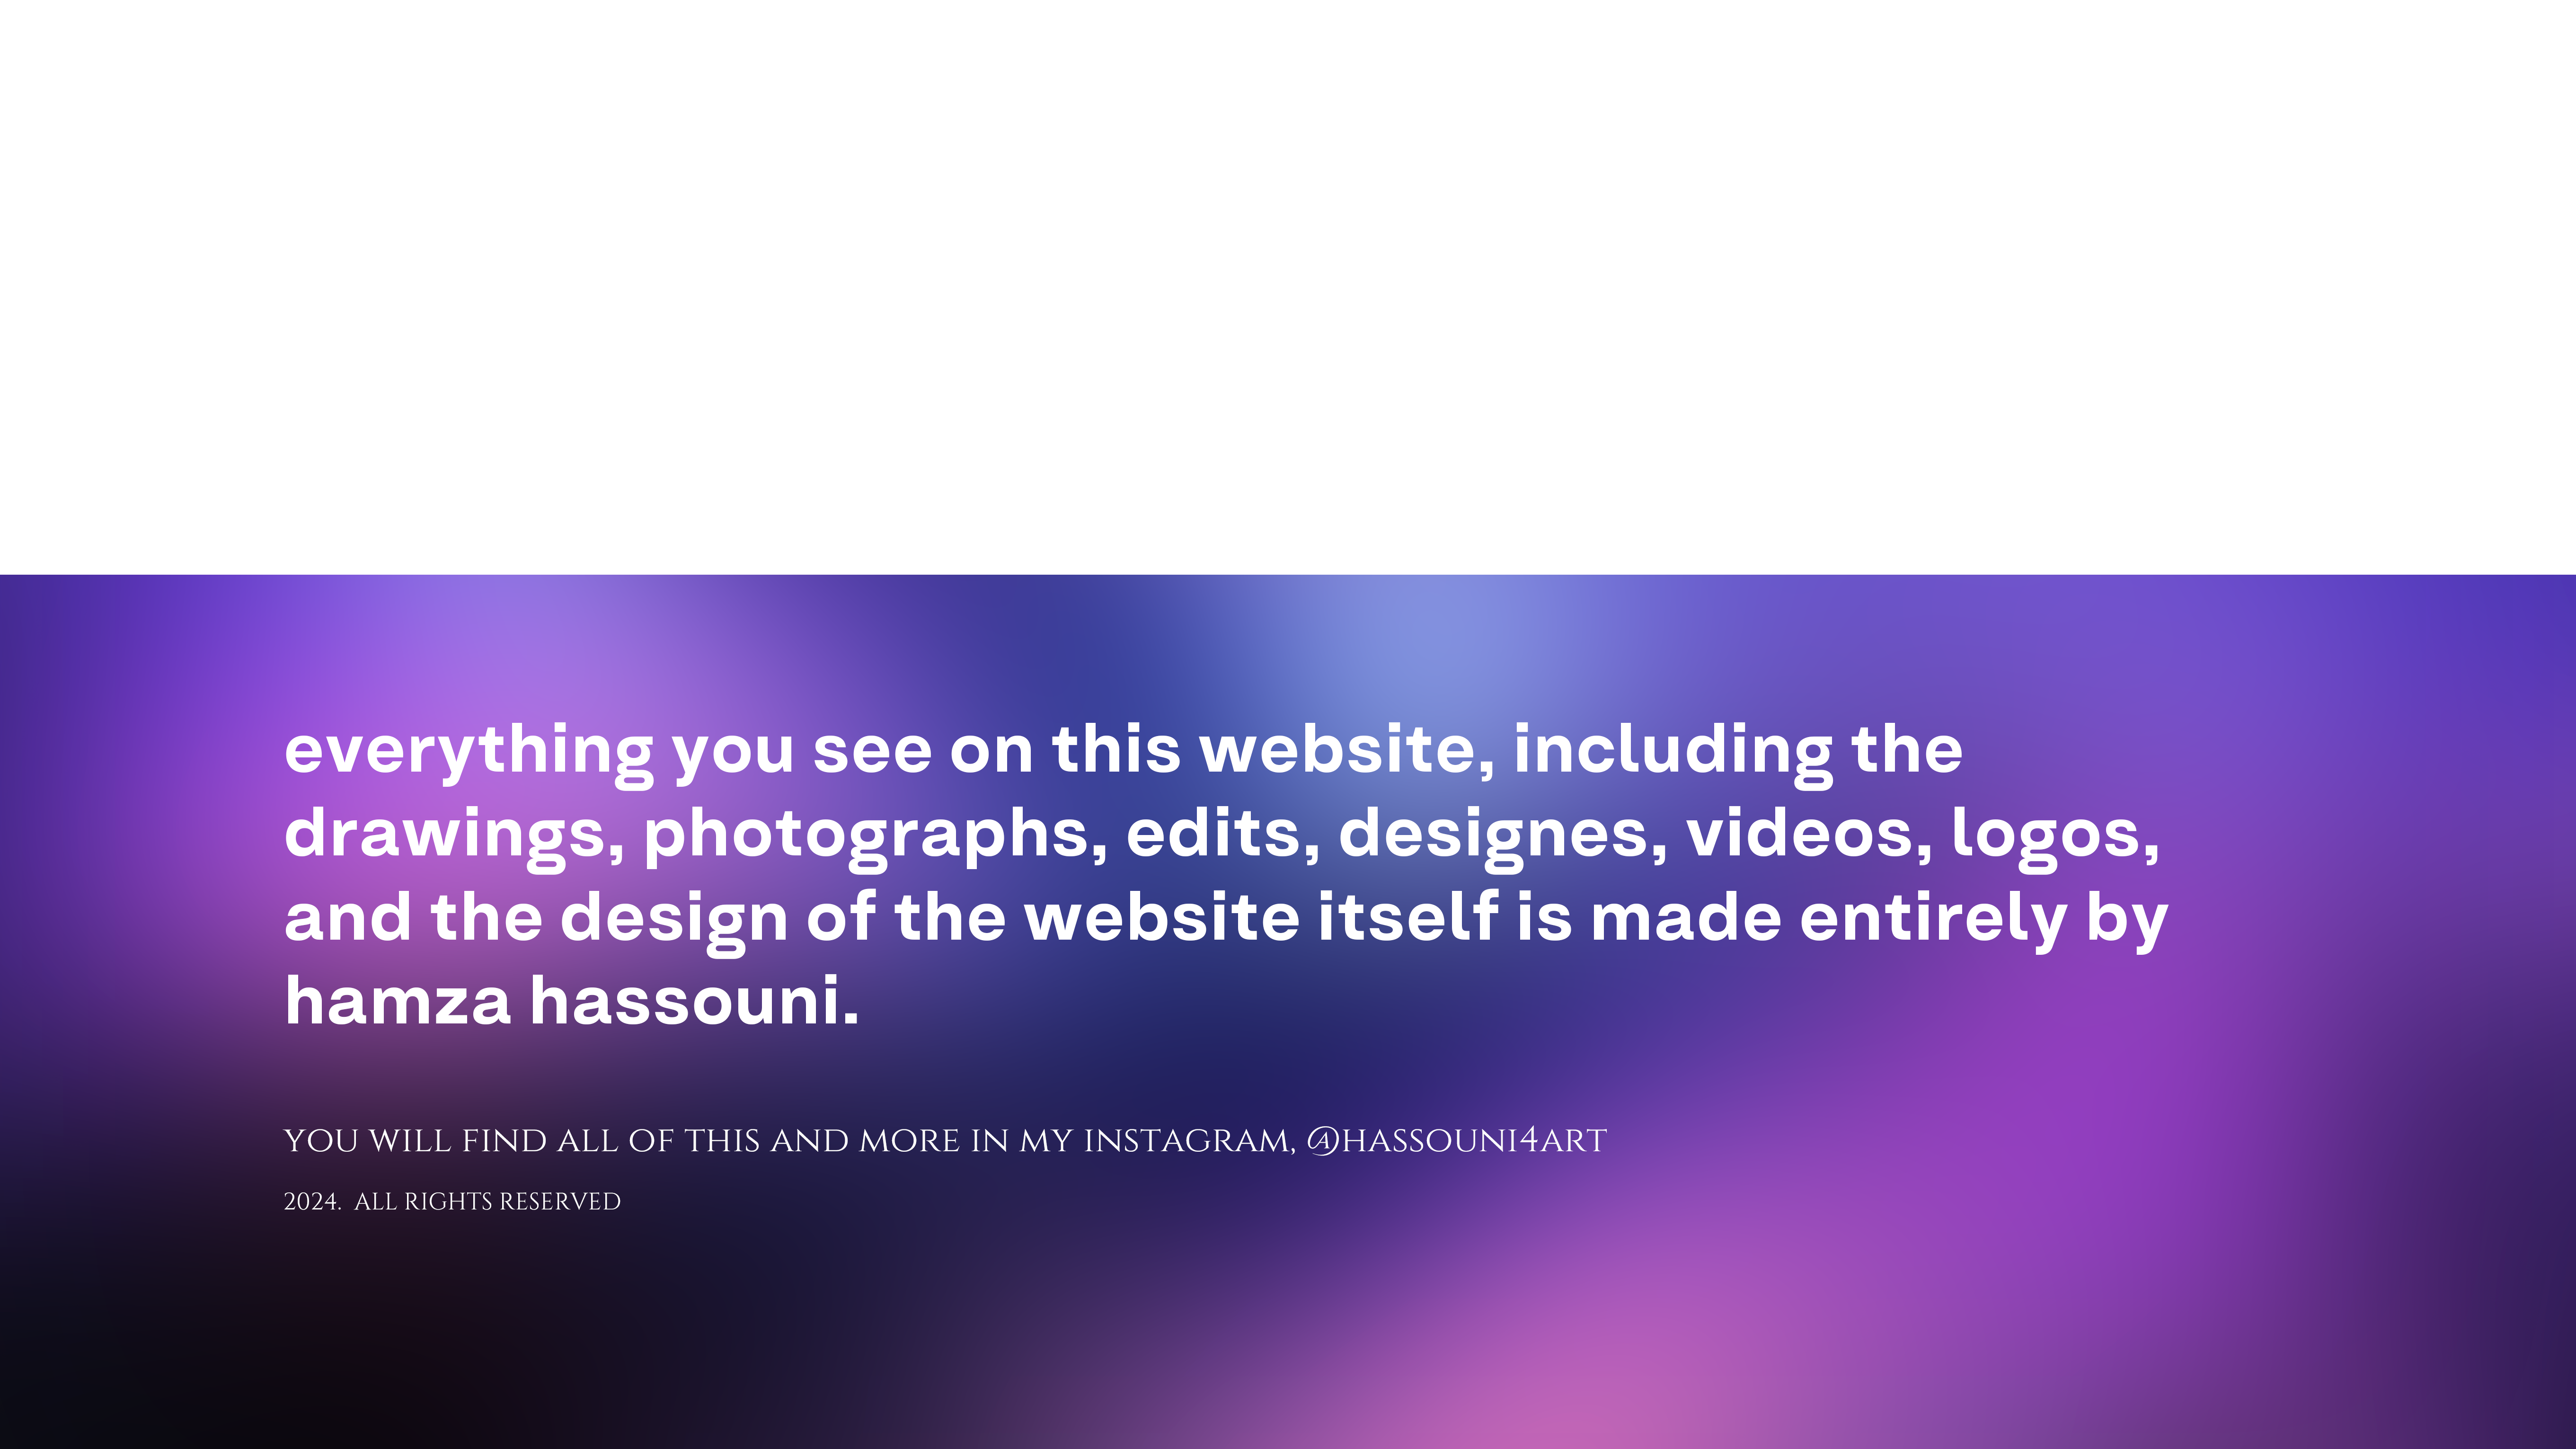 everything you see on this website, including the
drawings, photographs, edits, designes, videos, logos,
and the design of the website itself is made entirely by
hamza hassouni.
YOU WILL FIND ALL OF THIS AND MORE IN MY INSTAGRAM, @HASSOUNI4ART
2024. ALL RIGHTS RESERVED